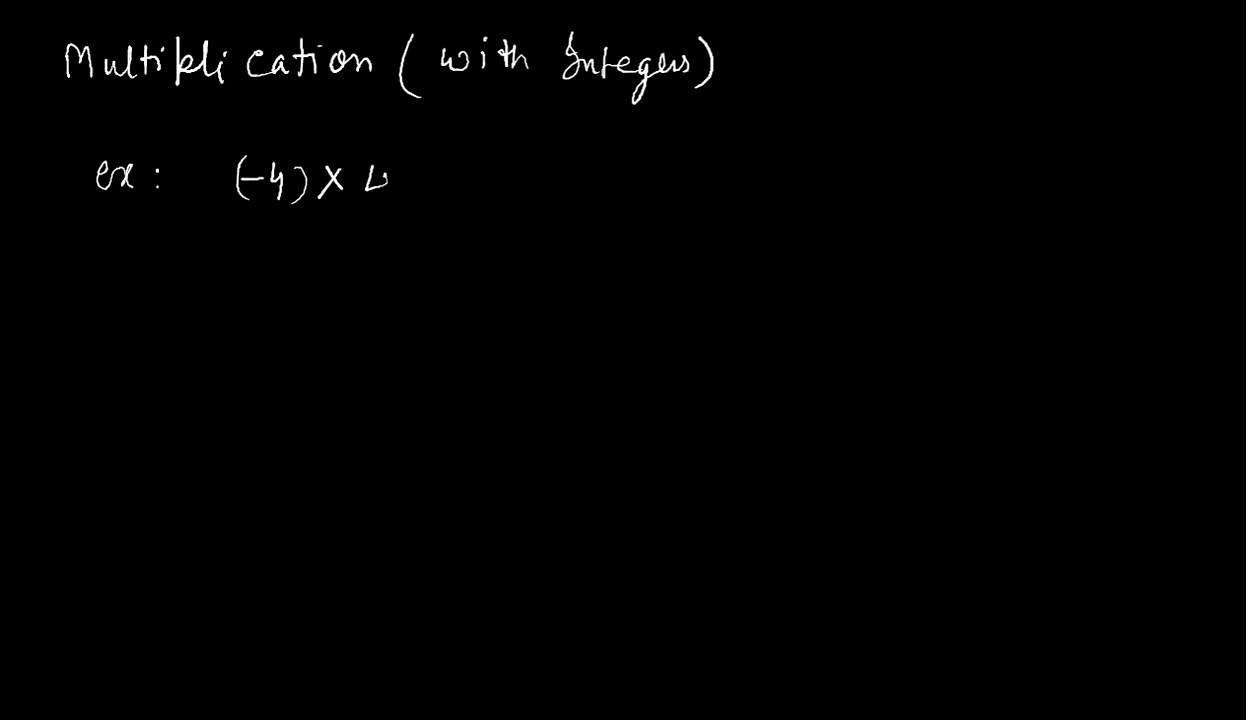 Multiplication ( with Integers )
ex : (-4) ×